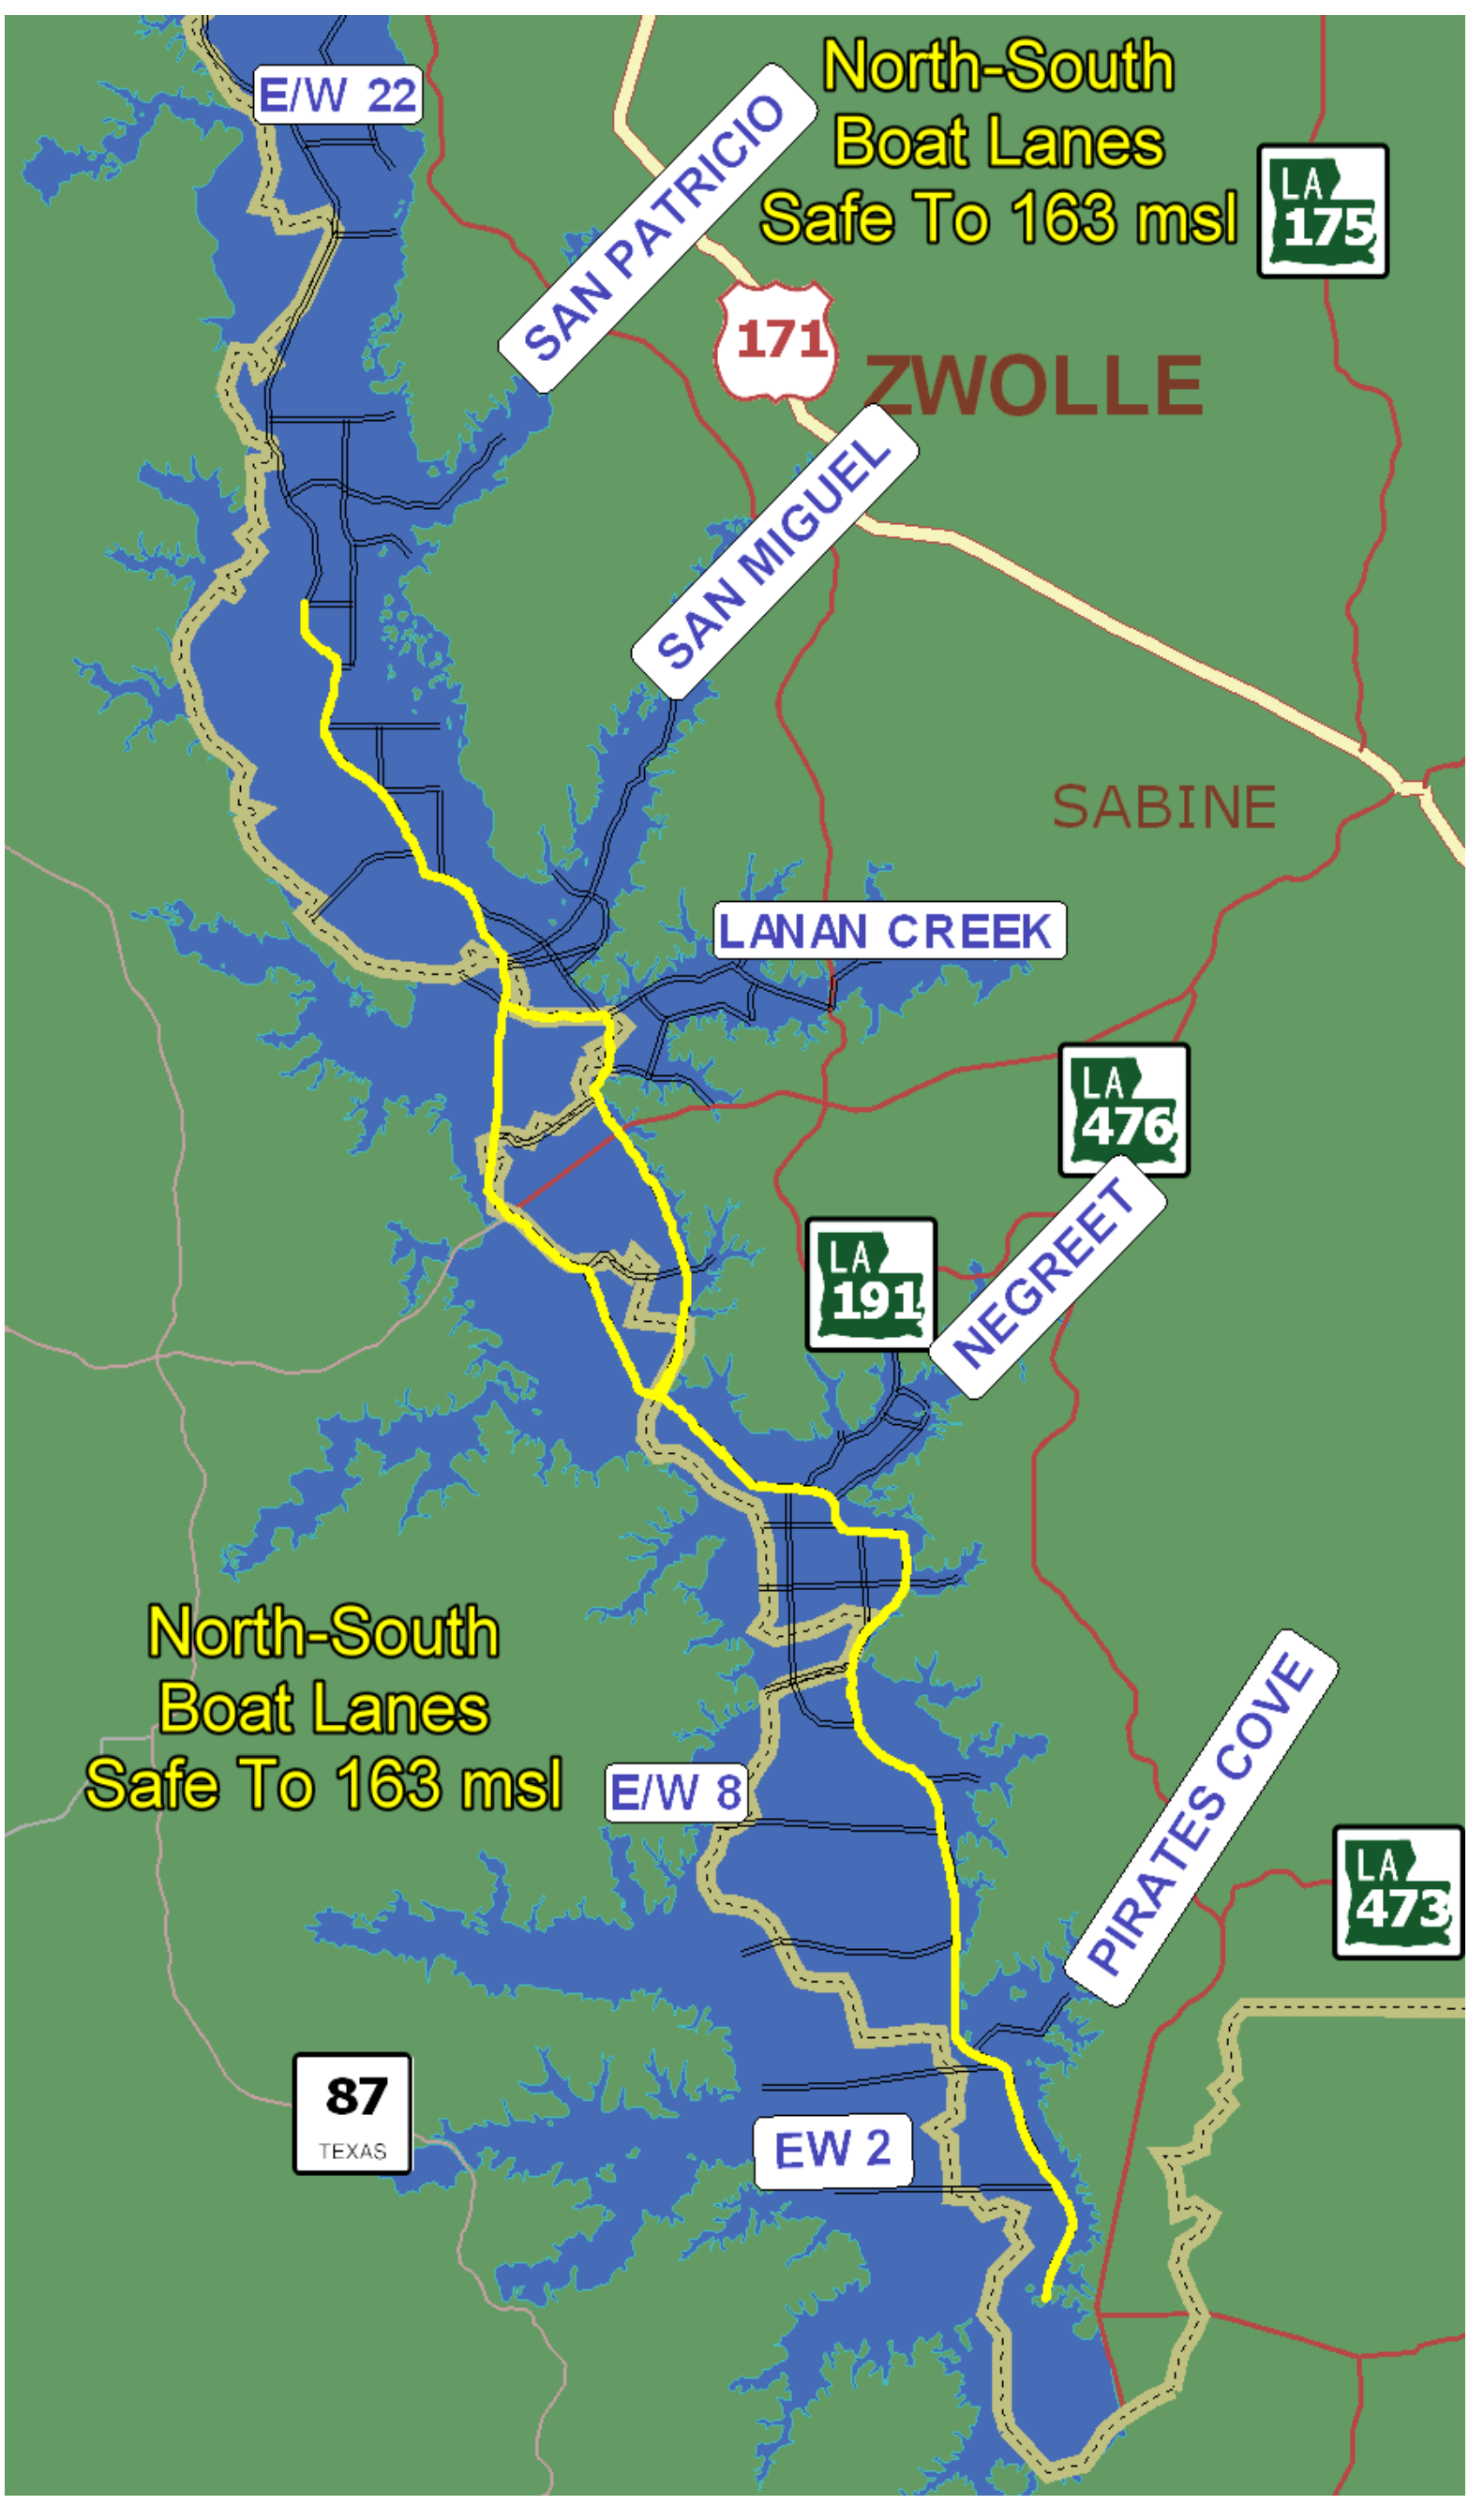 E/W 22
North-South
Boat Lanes
Safe To 163 msl
SAN PATRICIO
LA
175
171
ZWOLLE
SAN MIGUEL
SABINE
LANAN CREEK
LA
476
NEGREET
LA
191
North-South
Boat Lanes
Safe To 163 msl
E/W 8
PIRATES COVE
LA
473
87
TEXAS
EW 2